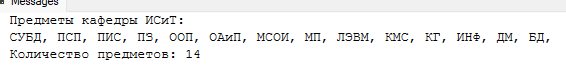 Messages
Предметы кафедры ИСиТ:
СУБД, ПСП, ПИС, ПЗ, ООП, ОАиП, МСОИ, МП, ЛЭВМ, КМС, КГ, ИНФ, ДМ, БД,
Количество предметов: 14